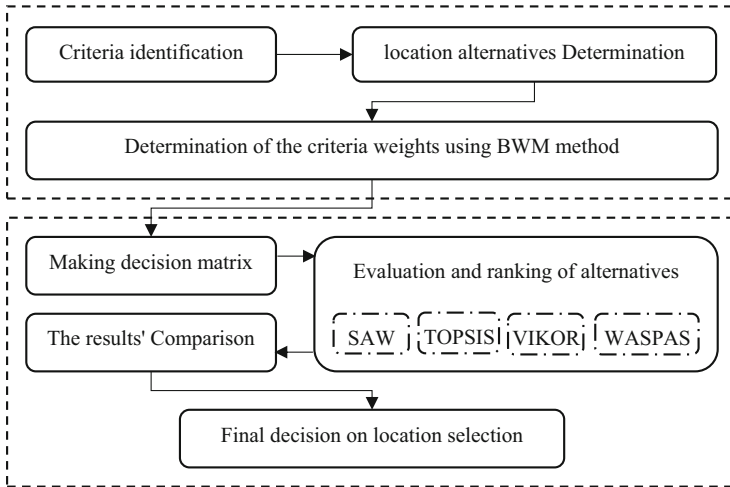 Criteria identification
location alternatives Determination
Determination of the criteria weights using BWM method
Making decision matrix
Evaluation and ranking of alternatives
SAW
TOPSIS
VIKOR
WASPAS
The results' Comparison
Final decision on location selection